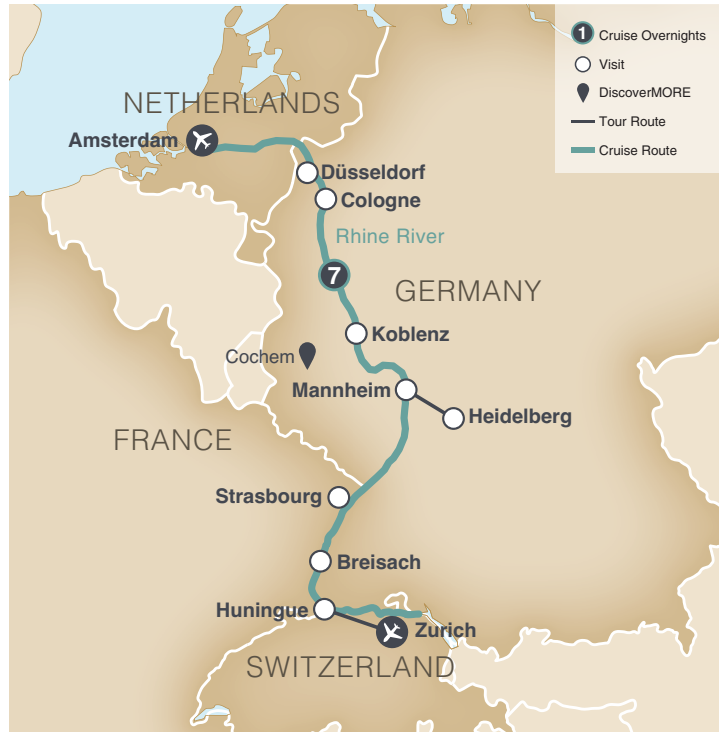 1 Cruise Overnights
Visit
DiscoverMORE
Tour Route
Cruise Route
NETHERLANDS
Amsterdam
Düsseldorf
Cologne
Rhine River
7
GERMANY
Koblenz
Cochem
Mannheim
Heidelberg
FRANCE
Strasbourg
Breisach
Huningue
Zurich
SWITZERLAND